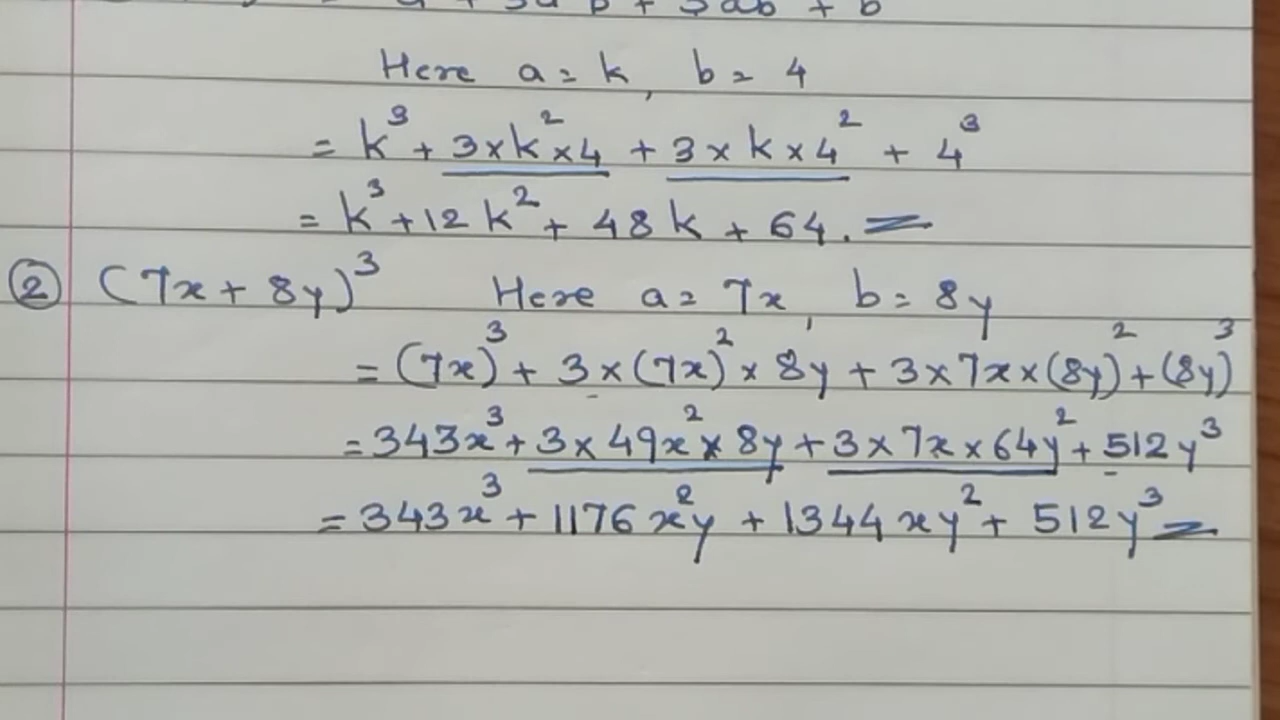 a + 3a b + 3ab + b
Here a = k, b = 4
= k³ + 3×k²×4 + 3×k×4² + 4³
= k³ + 12k² + 48k + 64.
② (7x + 8y)³ Here a = 7x, b = 8y
= (7x)³ + 3×(7x)²×8y + 3×7x×(8y)² + (8y)³
= 343x³ + 3×49x²×8y + 3×7x×64y² + 512y³
= 343x³ + 1176x²y + 1344xy² + 512y³